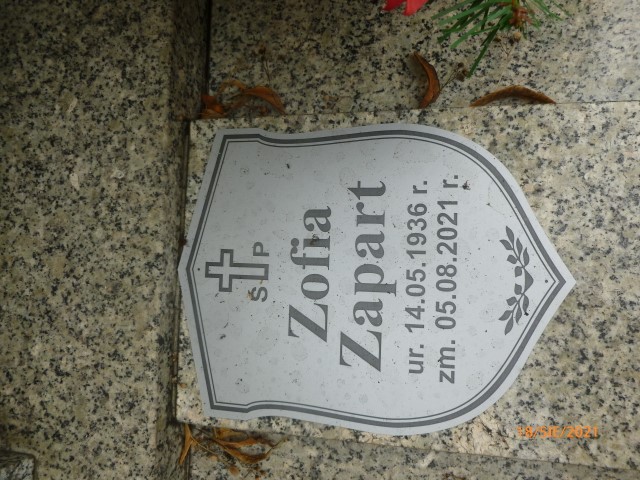 Ś P
Zofia
Zapart
ur. 14.05.1936 r.
zm. 05.08.2021 r.